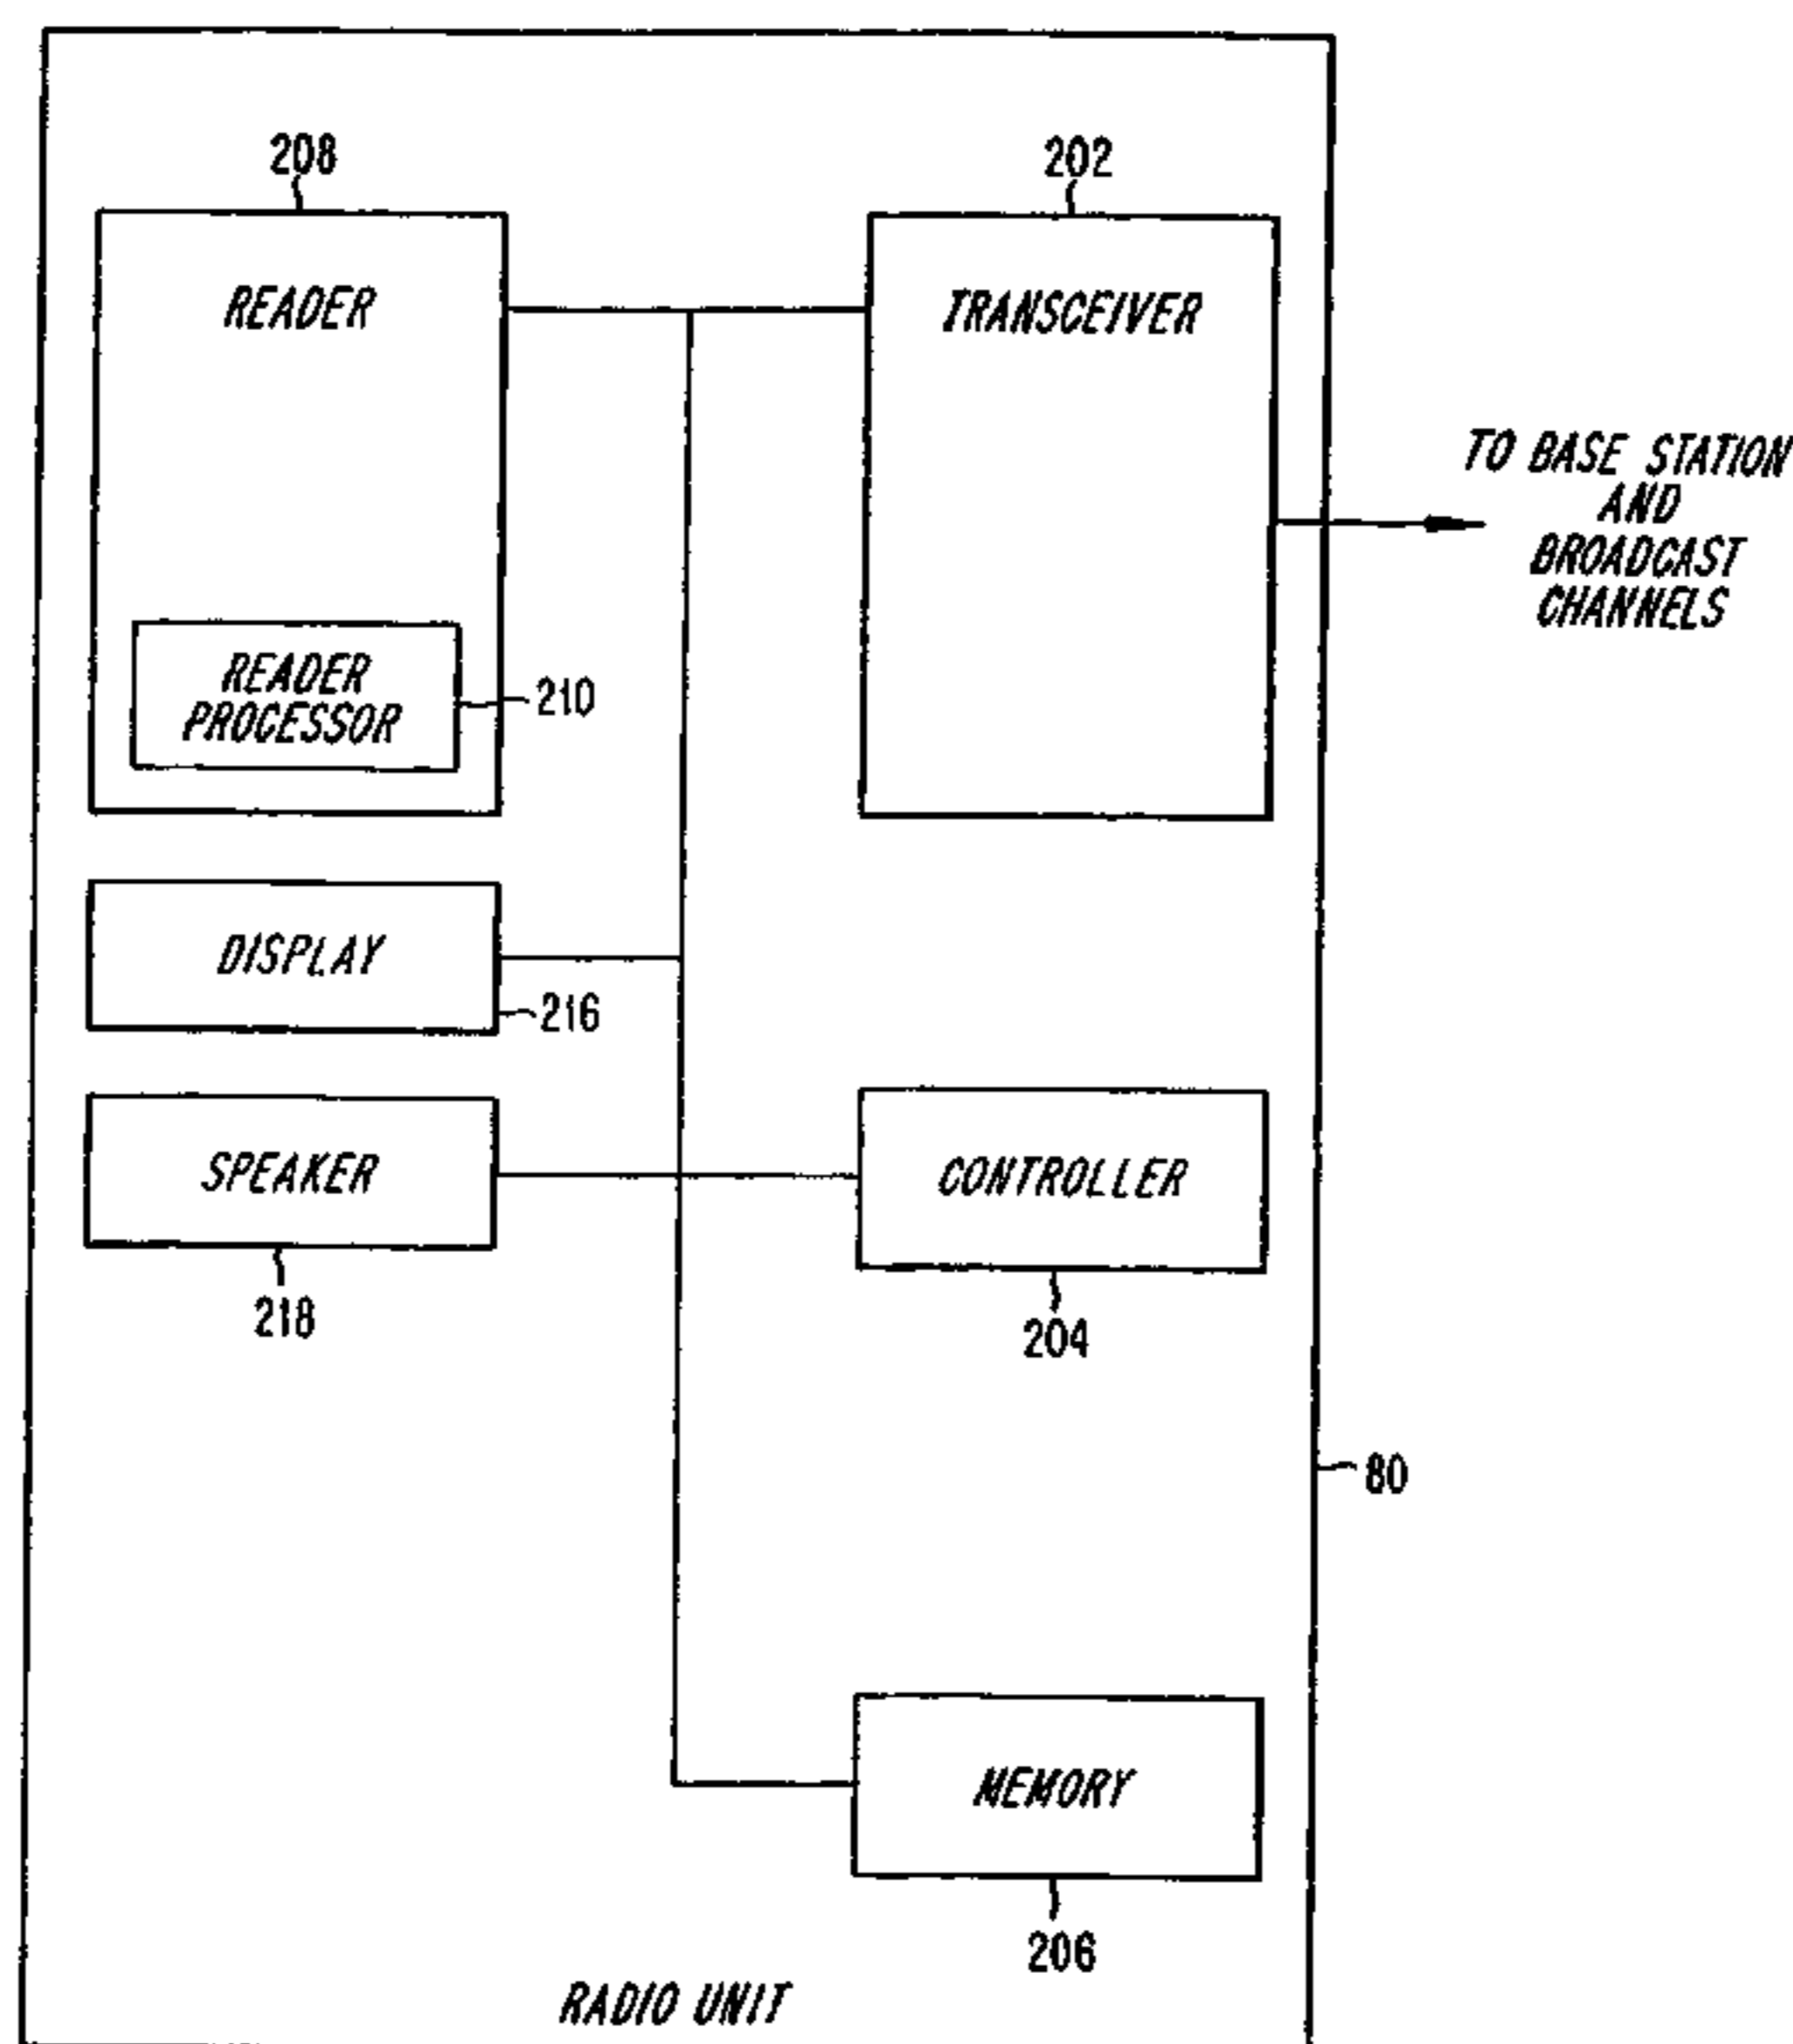 208
202
READER
TRANSCEIVER
TO BASE STATION
AND
BROADCAST
CHANNELS
READER
PROCESSOR
210
DISPLAY
216
SPEAKER
CONTROLLER
218
204
80
MEMORY
206
RADIO UNIT